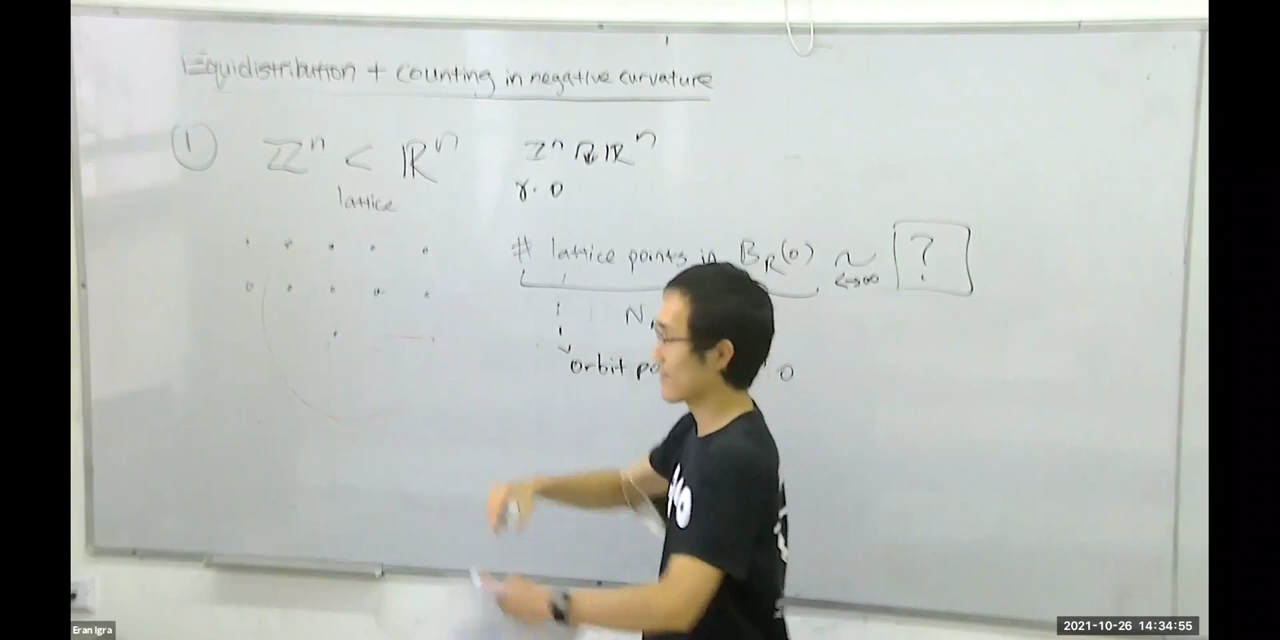 Equidistribution + counting in negative curvature
① ℤⁿ < ℝⁿ
lattice
ℤⁿ ↷ ℝⁿ
γ·0
# lattice points in B_R(0) ~ ?
N
orbit
0
Eran Igra
2021-10-26 14:34:55